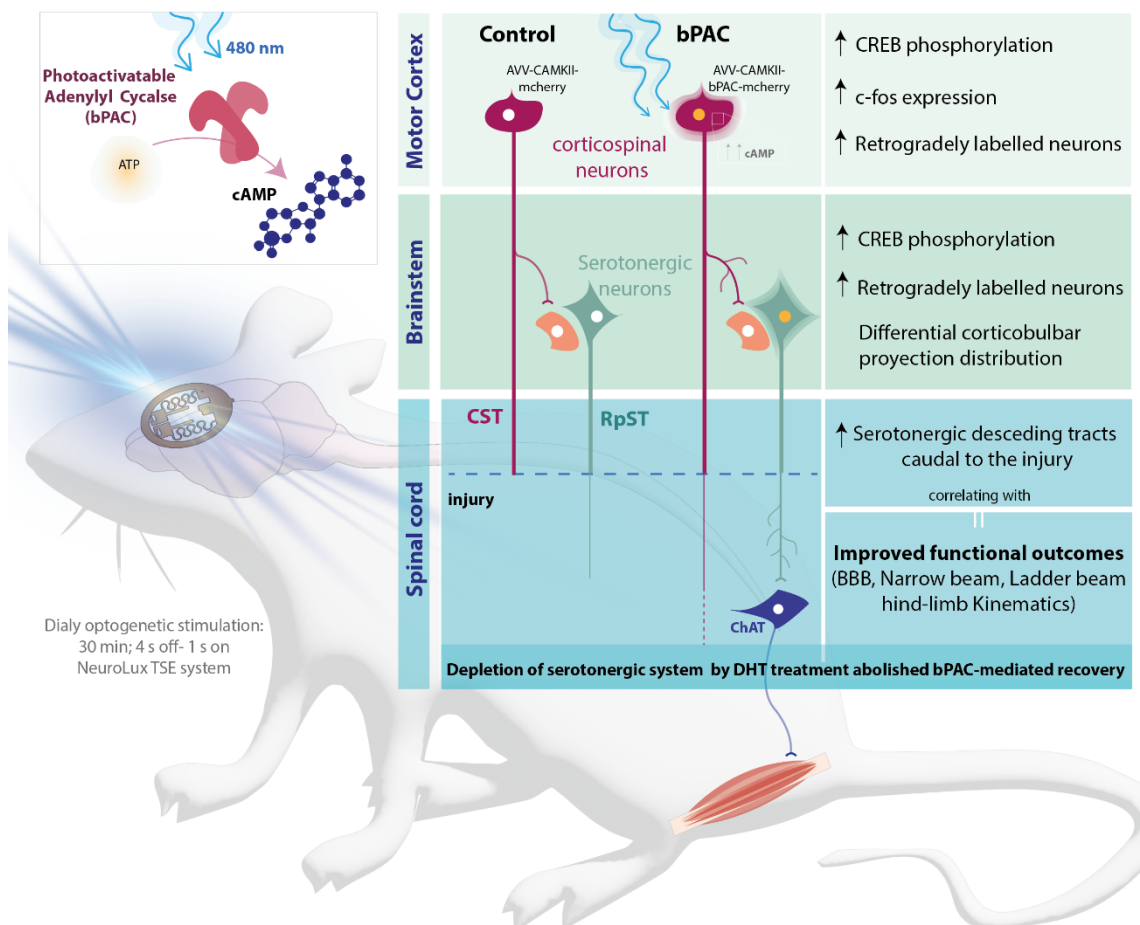 480 nm
Photoactivatable
Adenylyl Cycalse
(bPAC)
ATP
cAMP
Motor Cortex
Control
bPAC
AVV-CAMKII-
mcherry
AVV-CAMKII-
bPAC-mcherry
corticospinal
neurons
↑↑ cAMP
↑ CREB phosphorylation
↑ c-fos expression
↑ Retrogradely labelled neurons
Brainstem
Serotonergic
neurons
↑ CREB phosphorylation
↑ Retrogradely labelled neurons
Differential corticobulbar
proyection distribution
Spinal cord
CST
RpST
injury
ChAT
↑ Serotonergic desceding tracts
caudal to the injury
correlating with
Improved functional outcomes
(BBB, Narrow beam, Ladder beam
hind-limb Kinematics)
Depletion of serotonergic system by DHT treatment abolished bPAC-mediated recovery
Dialy optogenetic stimulation:
30 min; 4 s off- 1 s on
NeuroLux TSE system